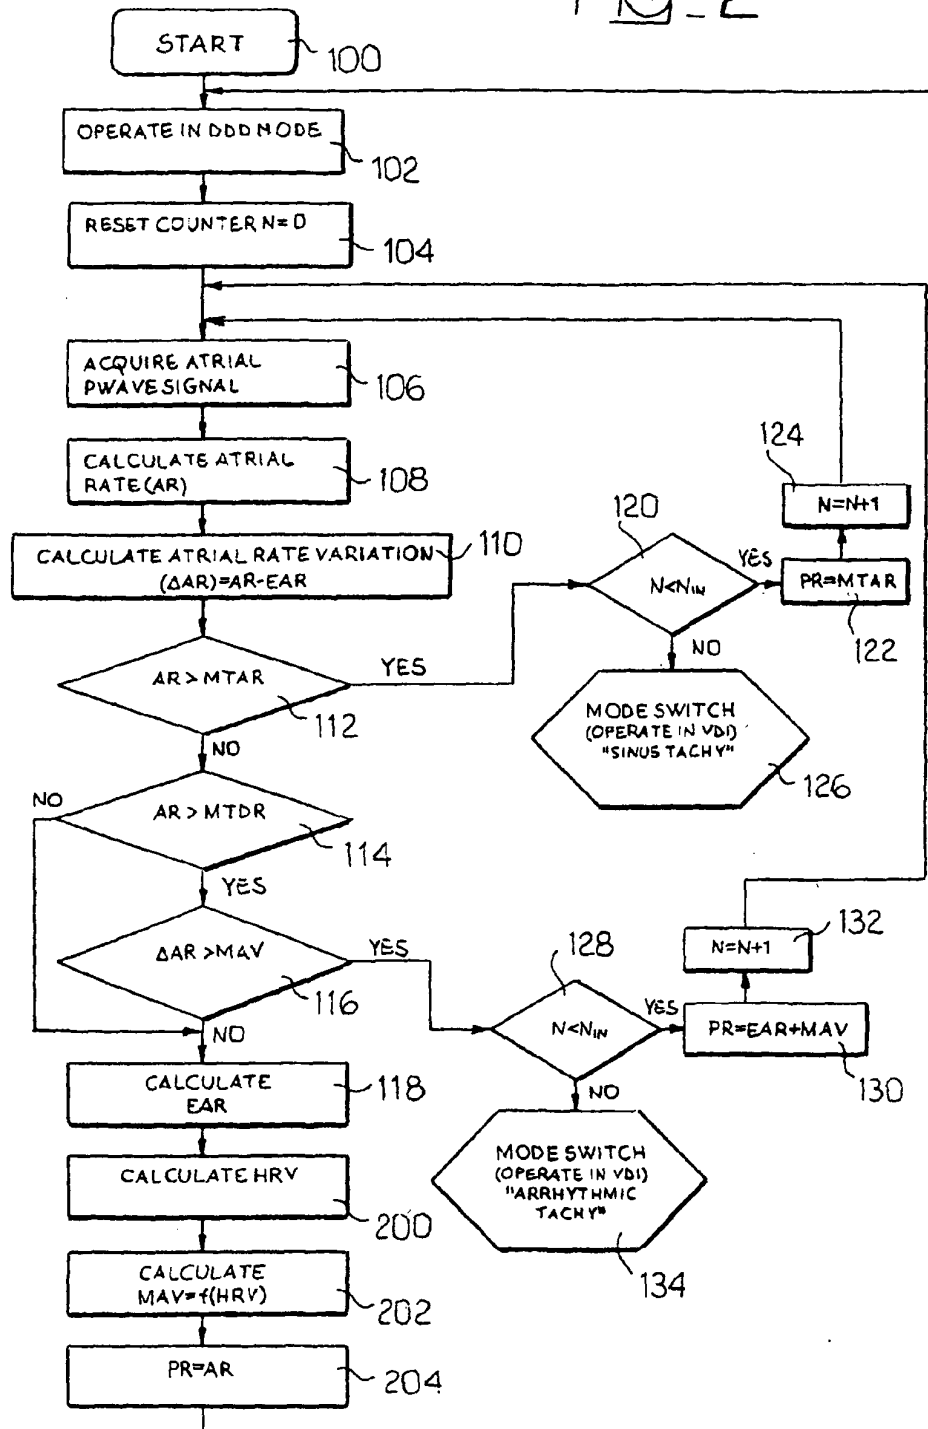 FIG_2
START
100
OPERATE IN DDD MODE
102
RESET COUNTER N=0
104
ACQUIRE ATRIAL
PWAVE SIGNAL
106
CALCULATE ATRIAL
RATE (AR)
108
CALCULATE ATRIAL RATE VARIATION
(ΔAR)=AR-EAR
110
AR>MTAR
112
YES
NO
120
N<NIN
YES
NO
PR=MTAR
122
124
N=N+1
MODE SWITCH
(OPERATE IN VDI)
"SINUS TACHY"
126
AR>MTDR
114
NO
YES
ΔAR>MAV
116
YES
NO
128
N<NIN
YES
NO
PR=EAR+MAV
130
N=N+1
132
MODE SWITCH
(OPERATE IN VDI)
"ARRHYTHMIC
TACHY"
134
CALCULATE
EAR
118
CALCULATE HRV
200
CALCULATE
MAV=f(HRV)
202
PR=AR
204